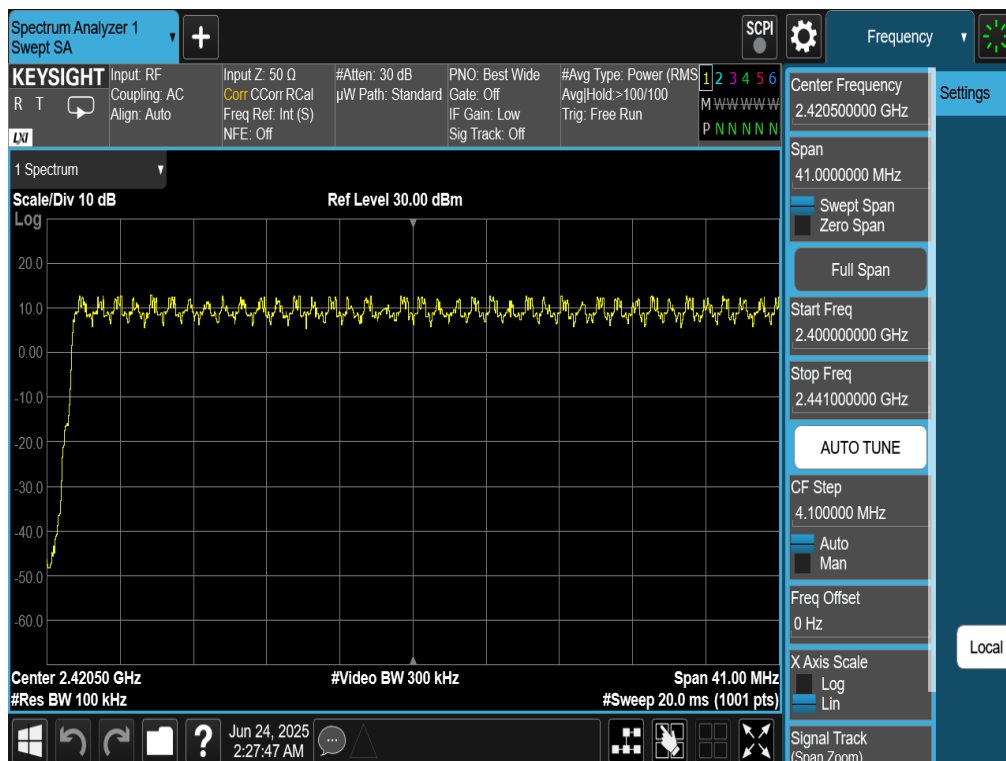 Spectrum Analyzer 1
Swept SA
+
SCPI
Frequency
KEYSIGHT
R T
LXI
Input: RF
Coupling: AC
Align: Auto
Input Z: 50 Ω
Corr CCorr RCal
Freq Ref: Int (S)
NFE: Off
#Atten: 30 dB
µW Path: Standard
PNO: Best Wide
Gate: Off
IF Gain: Low
Sig Track: Off
#Avg Type: Power (RMS
Avg|Hold:>100/100
Trig: Free Run
1 2 3 4 5 6
M W W W W W
P N N N N N
1 Spectrum
Scale/Div 10 dB
Ref Level 30.00 dBm
Log
20.0
10.0
0.00
-10.0
-20.0
-30.0
-40.0
-50.0
-60.0
Center 2.42050 GHz
#Video BW 300 kHz
Span 41.00 MHz
#Res BW 100 kHz
#Sweep 20.0 ms (1001 pts)
Center Frequency
2.420500000 GHz
Settings
Span
41.0000000 MHz
Swept Span
Zero Span
Full Span
Start Freq
2.400000000 GHz
Stop Freq
2.441000000 GHz
AUTO TUNE
CF Step
4.100000 MHz
Auto
Man
Freq Offset
0 Hz
Local
X Axis Scale
Log
Lin
Signal Track
(Span Zoom)
?
Jun 24, 2025
2:27:47 AM